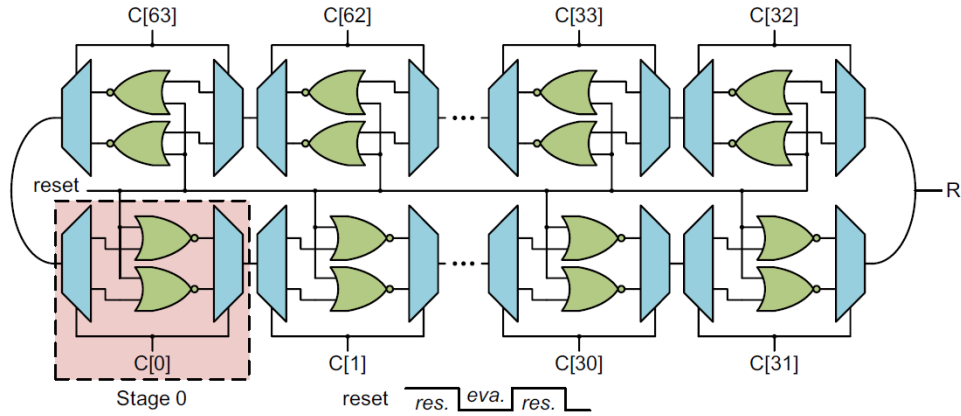 C[63] C[62] C[33] C[32]
reset R
C[0] C[1] C[30] C[31]
Stage 0 reset res. eva. res.